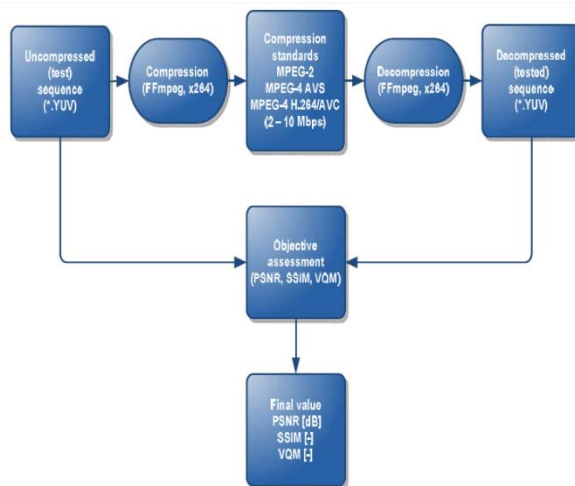 Uncompressed
(test)
sequence
(*.YUV)
Compression
(FFmpeg, x264)
Compression
standards
MPEG-2
MPEG-4 AVS
MPEG-4 H.264/AVC
(2 – 10 Mbps)
Decompression
(FFmpeg, x264)
Decompressed
(tested)
sequence
(*.YUV)
Objective
assessment
(PSNR, SSIM, VQM)
Final value
PSNR [dB]
SSIM [-]
VQM [-]